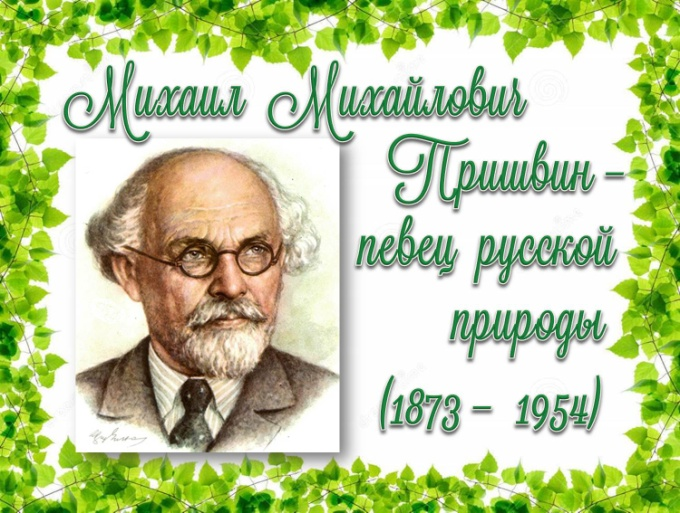 Михаил Михайлович
Пришвин –
певец русской
природы
(1873 – 1954)